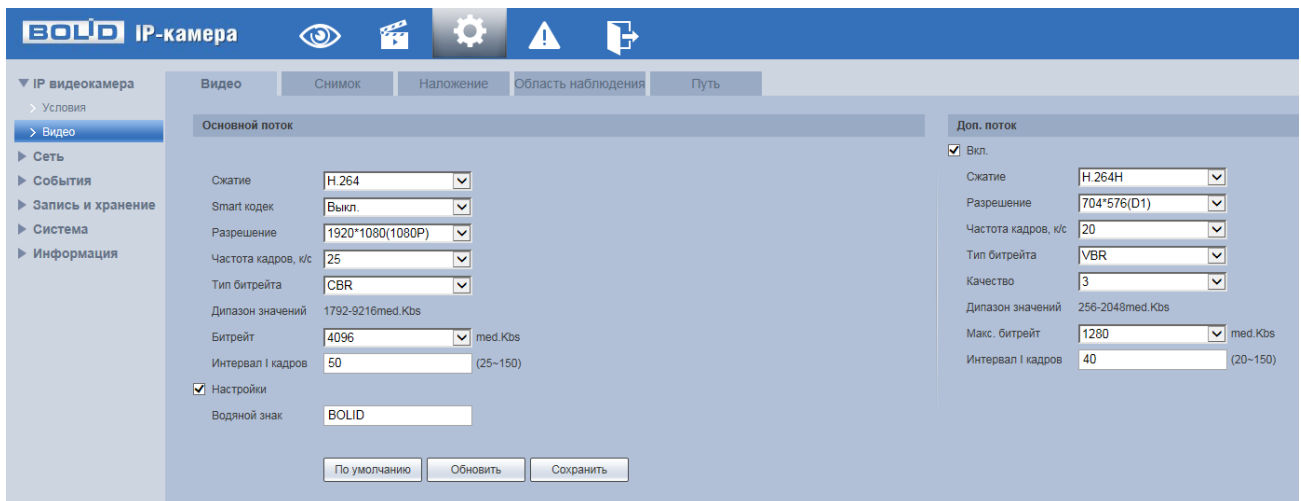 BOLID IP-камера
IP видеокамера
Условия
Видео
Сеть
События
Запись и хранение
Система
Информация
Видео Снимок Наложение Область наблюдения Путь
Основной поток
Сжатие H.264
Smart кодек Выкл.
Разрешение 1920*1080(1080P)
Частота кадров, к/с 25
Тип битрейта CBR
Дипазон значений 1792-9216med.Kbs
Битрейт 4096 med.Kbs
Интервал I кадров 50 (25~150)
Настройки
Водяной знак BOLID
По умолчанию Обновить Сохранить
Доп. поток
Вкл.
Сжатие H.264H
Разрешение 704*576(D1)
Частота кадров, к/с 20
Тип битрейта VBR
Качество 3
Дипазон значений 256-2048med.Kbs
Макс. битрейт 1280 med.Kbs
Интервал I кадров 40 (20~150)